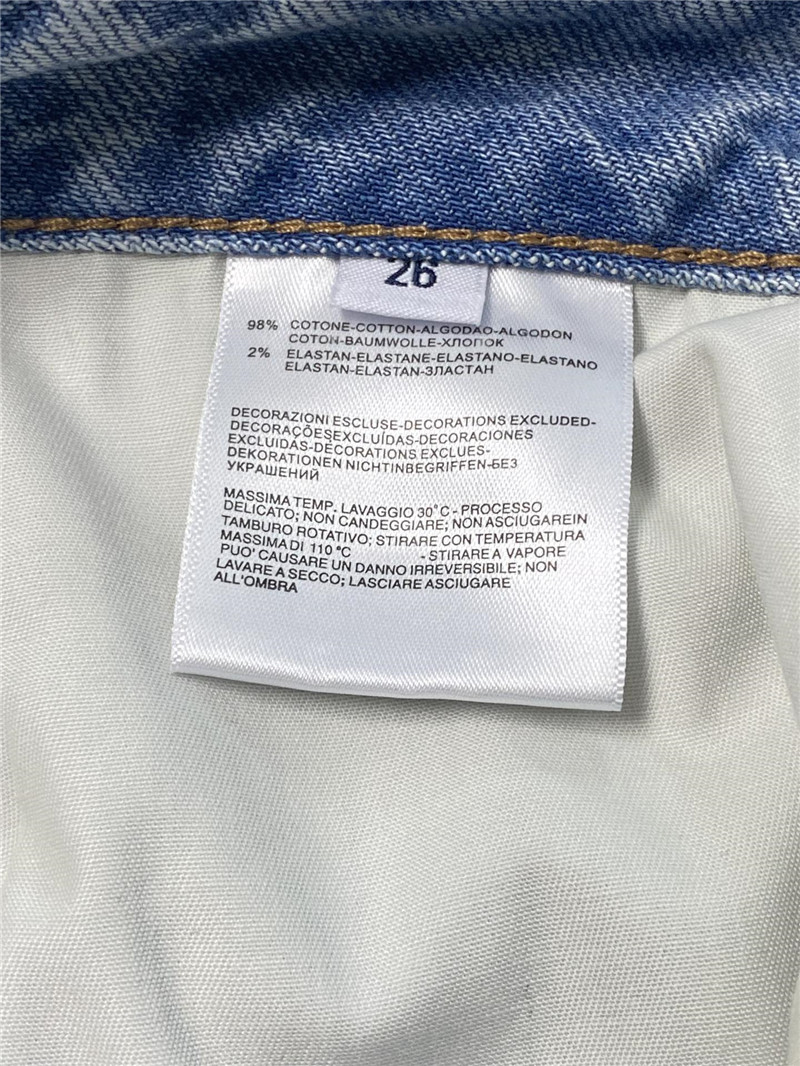 26
98% COTONE-COTTON-ALGODAO-ALGODON
COTON-BAUMWOLLE-ХЛОПОК
2% ELASTAN-ELASTANE-ELASTANO-ELASTANO
ELASTAN-ELASTAN-ЗЛАСТАН
DECORAZIONI ESCLUSE-DECORATIONS EXCLUDED-
DECORAÇÕESEXCLUÍDAS-DECORACIONES
EXCLUIDAS-DÉCORATIONS EXCLUES-
DEKORATIONEN NICHTINBEGRIFFEN-БЕЗ
УКРАШЕНИЙ
MASSIMA TEMP. LAVAGGIO 30°C - PROCESSO
DELICATO; NON CANDEGGIARE; NON ASCIUGAREIN
TAMBURO ROTATIVO; STIRARE CON TEMPERATURA
MASSIMA DI 110 °C - STIRARE A VAPORE
PUO' CAUSARE UN DANNO IRREVERSIBILE; NON
LAVARE A SECCO; LASCIARE ASCIUGARE
ALL'OMBRA